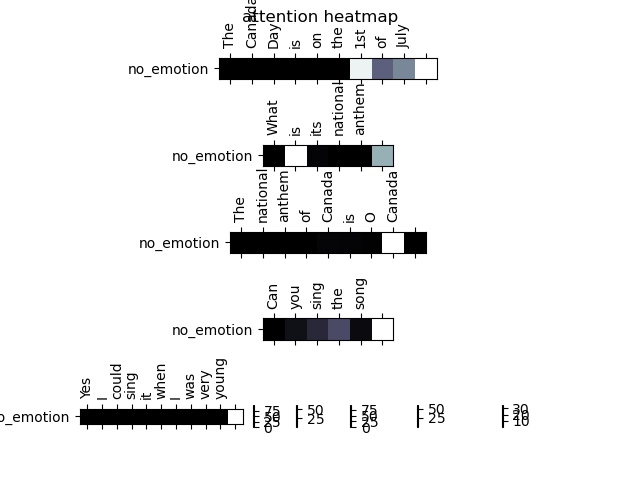 attention heatmap
The Canada Day is on the 1st of July
no_emotion
What is its national anthem
no_emotion
The national anthem of Canada is O Canada
no_emotion
Can you sing the song
no_emotion
Yes I could sing it when I was very young
no_emotion
75 50 75 50 30
50 25 50 25 20
25 25 10
0 0